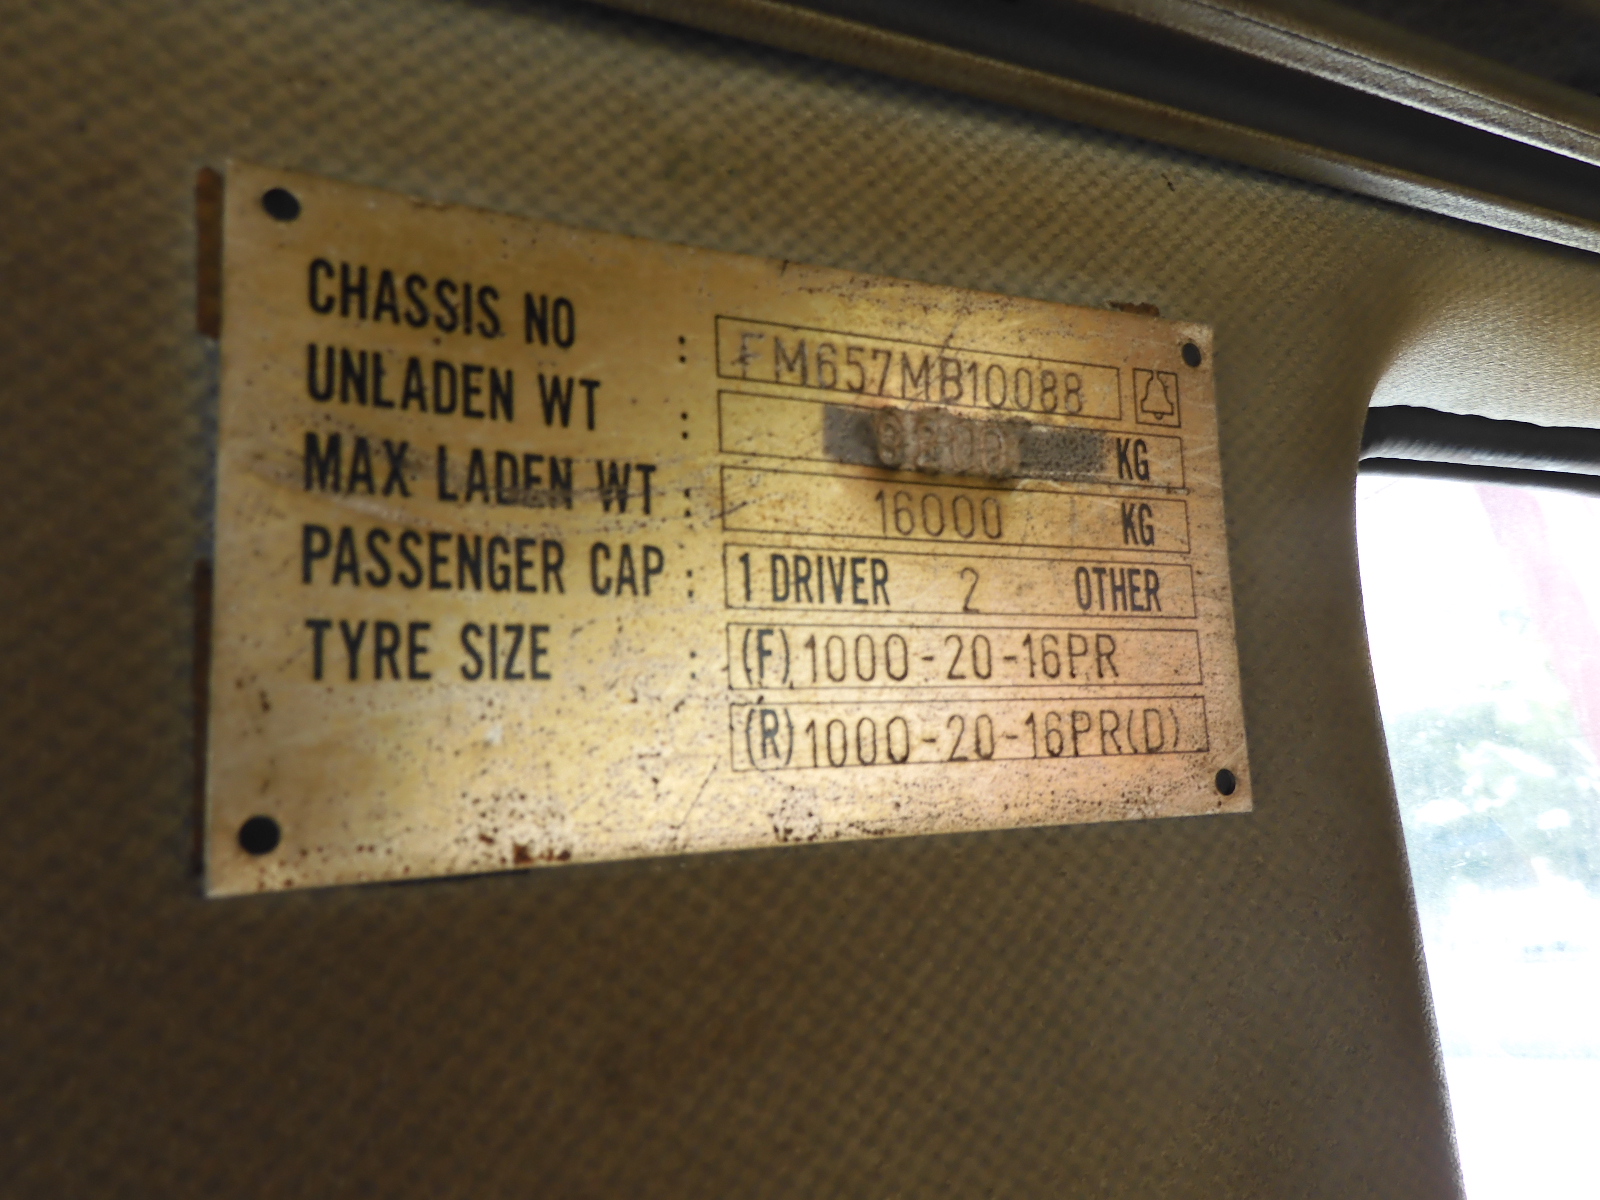 CHASSIS NO : FM657MB10088
UNLADEN WT : KG
MAX LADEN WT : 16000 KG
PASSENGER CAP : 1 DRIVER 2 OTHER
TYRE SIZE : (F) 1000-20-16PR
(R) 1000-20-16PR(D)